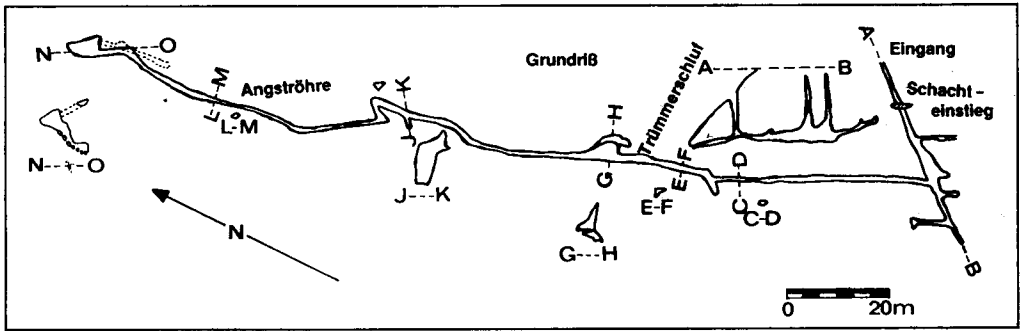 N
O
M
L
L-M
Angströhre
K
J
Grundriß
H
G
Trümmerschluf
A
B
A
Eingang
Schacht-
einstieg
N
O
J
K
F
E
E-F
D
C
C-D
G
H
N
B
0
20m